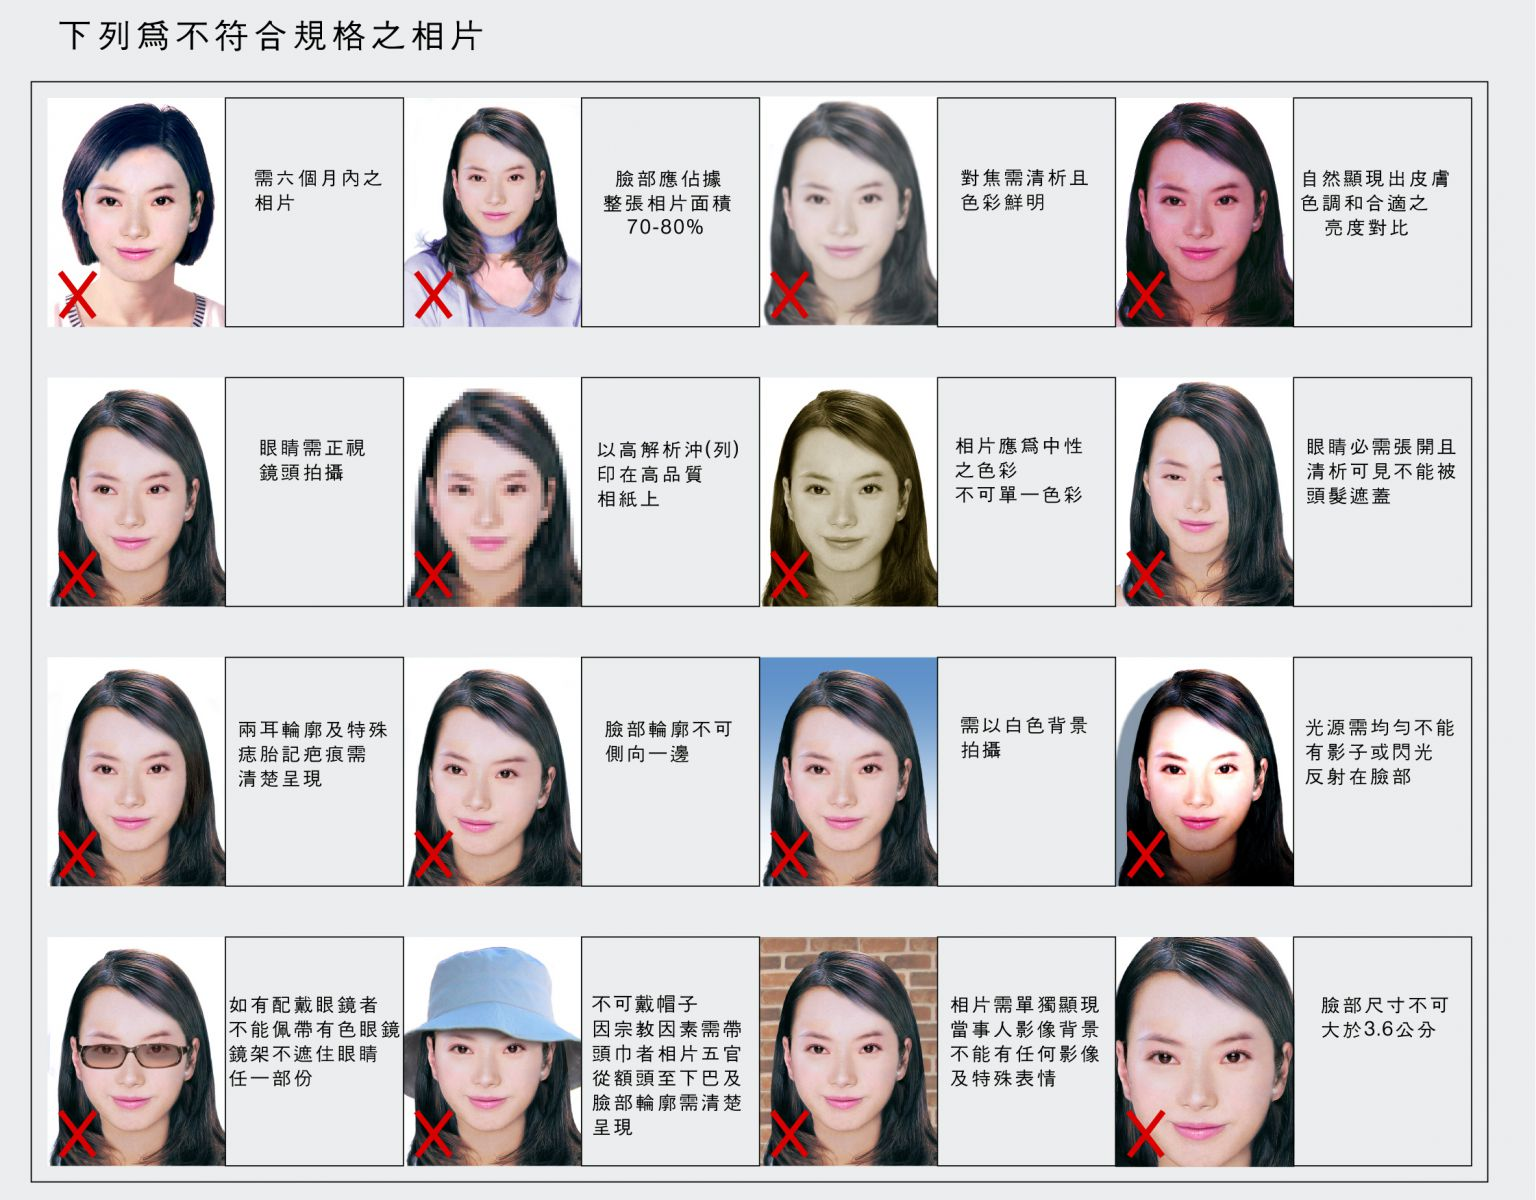 下列爲不符合規格之相片
需六個月內之
相片
臉部應佔據
整張相片面積
70-80%
對焦需清析且
色彩鮮明
自然顯現出皮膚
色調和合適之
亮度對比
眼睛需正視
鏡頭拍攝
以高解析沖(列)
印在高品質
相紙上
相片應爲中性
之色彩
不可單一色彩
眼睛必需張開且
清析可見不能被
頭髮遮蓋
兩耳輪廓及特殊
痣胎記疤痕需
清楚呈現
臉部輪廓不可
側向一邊
需以白色背景
拍攝
光源需均勻不能
有影子或閃光
反射在臉部
如有配戴眼鏡者
不能佩帶有色眼鏡
鏡架不遮住眼睛
任一部份
不可戴帽子
因宗教因素需帶
頭巾者相片五官
從額頭至下巴及
臉部輪廓需清楚
呈現
相片需單獨顯現
當事人影像背景
不能有任何影像
及特殊表情
臉部尺寸不可
大於3.6公分